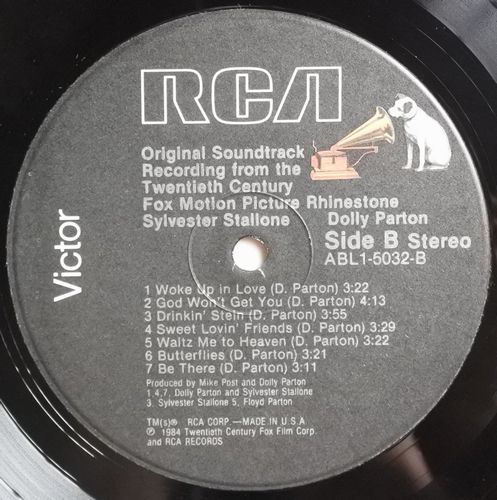 RCA
Original Soundtrack
Recording from the
Twentieth Century
Fox Motion Picture Rhinestone
Sylvester Stallone Dolly Parton
Side B Stereo
ABL1-5032-B
Victor
1 Woke Up in Love (D. Parton) 3:22
2 God Won't Get You (D. Parton) 4:13
3 Drinkin' Stein (D. Parton) 3:55
4 Sweet Lovin' Friends (D. Parton) 3:29
5 Waltz Me to Heaven (D. Parton) 3:22
6 Butterflies (D. Parton) 3:21
7 Be There (D. Parton) 3:11
Produced by Mike Post and Dolly Parton
1,4,7, Dolly Parton and Sylvester Stallone
3. Sylvester Stallone 5, Floyd Parton
TM(s)® RCA CORP—MADE IN U.S.A
℗ 1984 Twentieth Century Fox Film Corp.
and RCA RECORDS